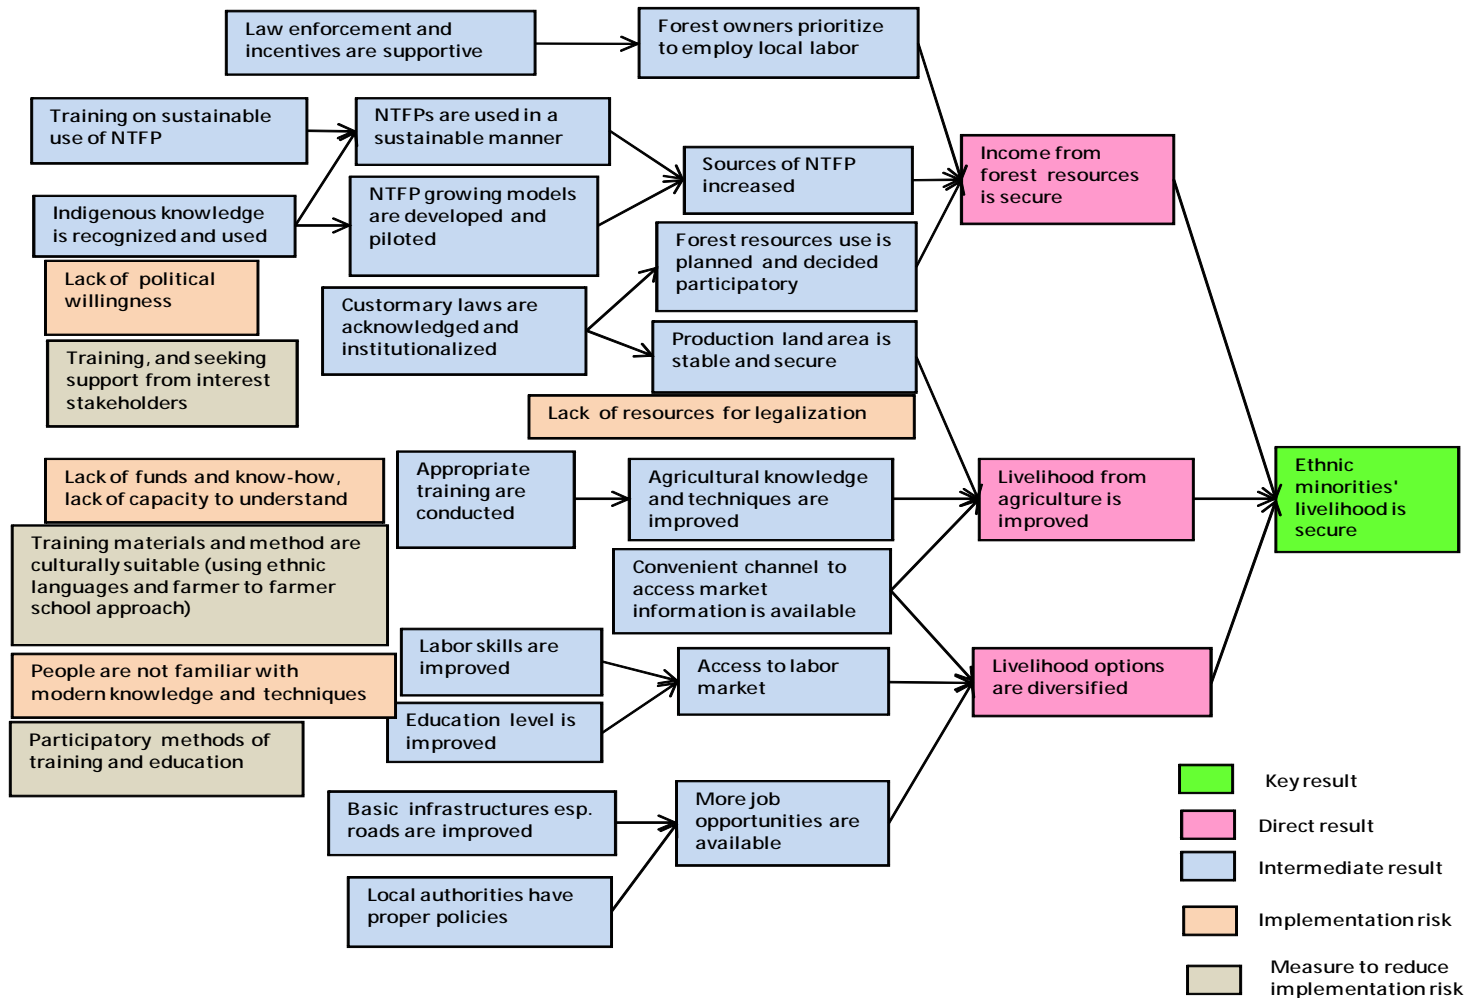 Law enforcement and
incentives are supportive
Forest owners prioritize
to employ local labor
Training on sustainable
use of NTFP
NTFPs are used in a
sustainable manner
Sources of NTFP
increased
Income from
forest resources
is secure
Indigenous knowledge
is recognized and used
NTFP growing models
are developed and
piloted
Forest resources use is
planned and decided
participatory
Lack of political
willingness
Custormary laws are
acknowledged and
institutionalized
Production land area is
stable and secure
Training, and seeking
support from interest
stakeholders
Lack of resources for legalization
Lack of funds and know-how,
lack of capacity to understand
Appropriate
training are
conducted
Agricultural knowledge
and techniques are
improved
Livelihood from
agriculture is
improved
Ethnic
minorities'
livelihood is
secure
Training materials and method are
culturally suitable (using ethnic
languages and farmer to farmer
school approach)
Convenient channel to
access market
information is available
Labor skills are
improved
Access to labor
market
Livelihood options
are diversified
People are not familiar with
modern knowledge and techniques
Education level is
improved
Participatory methods of
training and education
Basic infrastructures esp.
roads are improved
More job
opportunities are
available
Local authorities have
proper policies
Key result
Direct result
Intermediate result
Implementation risk
Measure to reduce
implementation risk